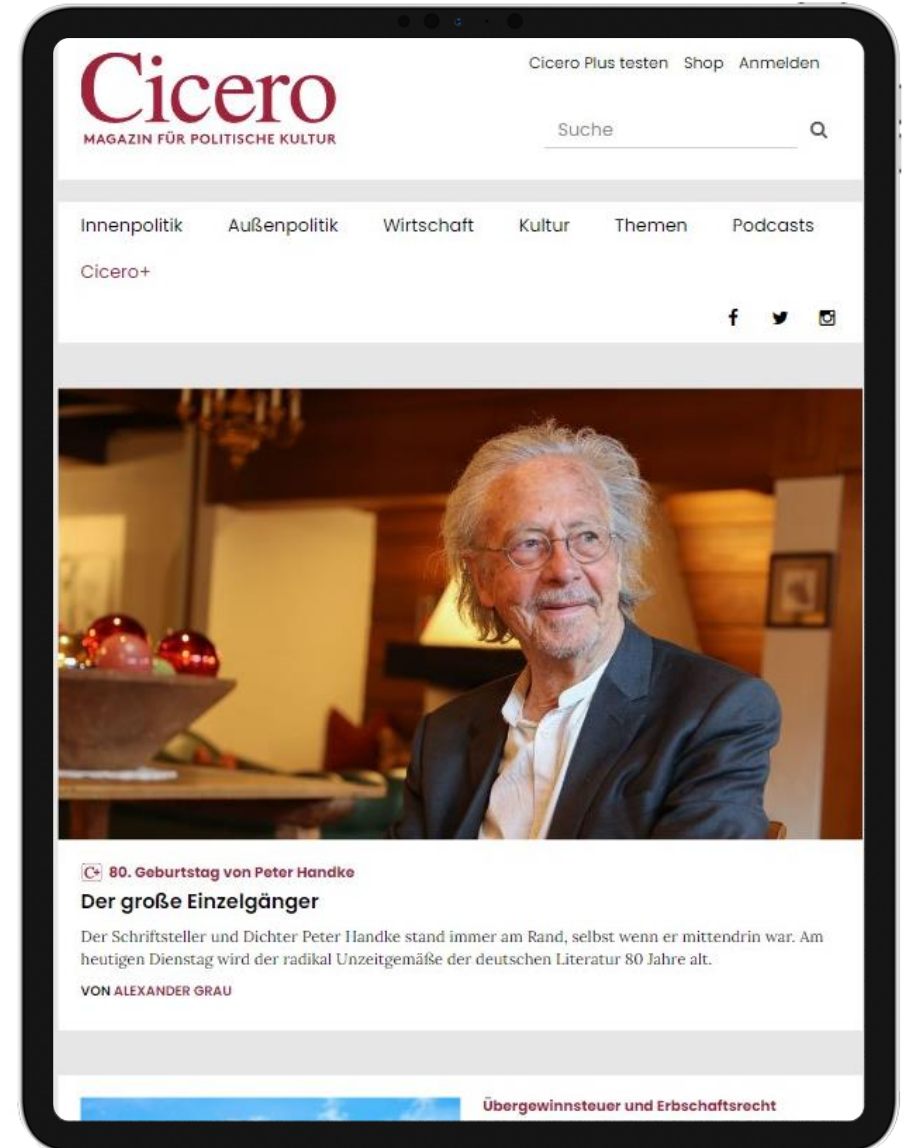 Cicero
MAGAZIN FÜR POLITISCHE KULTUR
Cicero Plus testen Shop Anmelden
Suche
Innenpolitik Außenpolitik Wirtschaft Kultur Themen Podcasts
Cicero+
C+ 80. Geburtstag von Peter Handke
Der große Einzelgänger
Der Schriftsteller und Dichter Peter Handke stand immer am Rand, selbst wenn er mittendrin war. Am
heutigen Dienstag wird der radikal Unzeitgemäße der deutschen Literatur 80 Jahre alt.
VON ALEXANDER GRAU
Übergewinnsteuer und Erbschaftsrecht